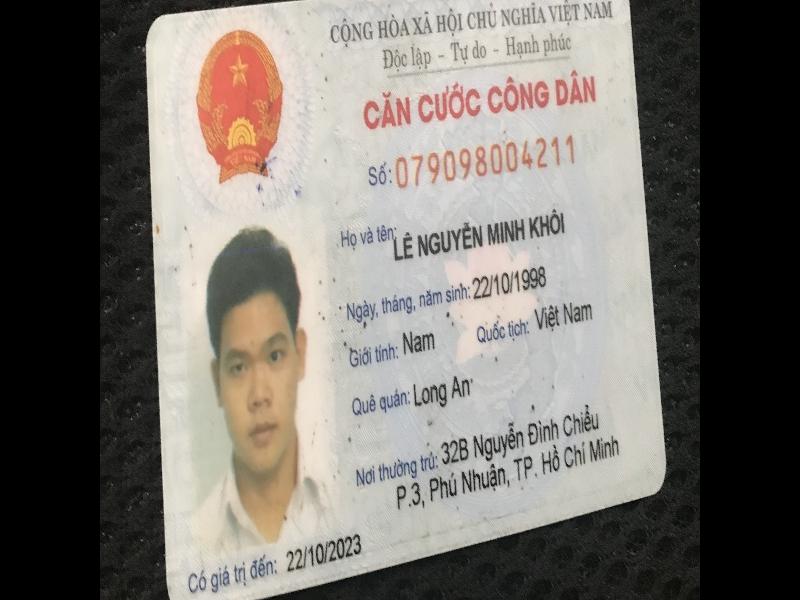 CỘNG HÒA XÃ HỘI CHỦ NGHĨA VIỆT NAM
Độc lập - Tự do - Hạnh phúc
CĂN CƯỚC CÔNG DÂN
Số: 079098004211
Họ và tên: LÊ NGUYỄN MINH KHÔI
Ngày, tháng, năm sinh: 22/10/1998
Giới tính: Nam Quốc tịch: Việt Nam
Quê quán: Long An
Nơi thường trú: 32B Nguyễn Đình Chiểu
P.3, Phú Nhuận, TP. Hồ Chí Minh
Có giá trị đến: 22/10/2023